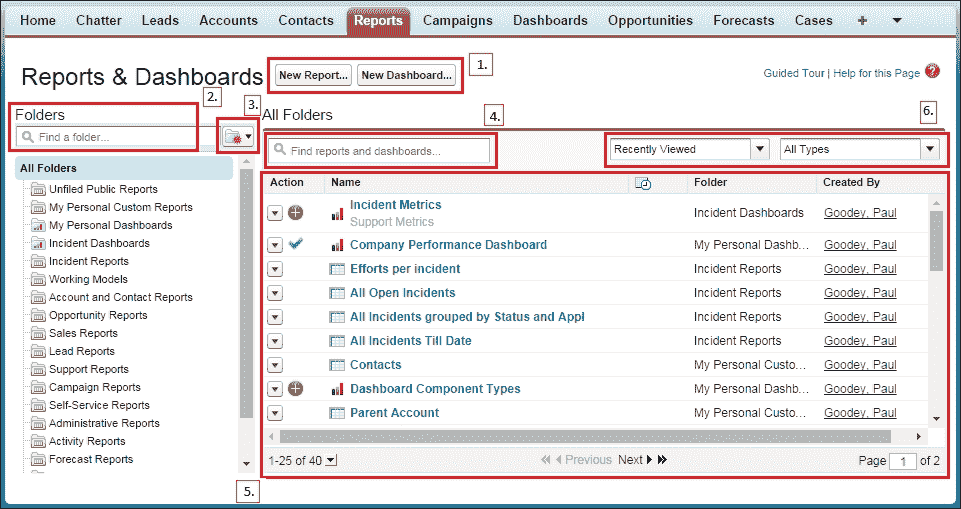 Home Chatter Leads Accounts Contacts Reports Campaigns Dashboards Opportunities Forecasts Cases
1.
Reports & Dashboards
New Report... New Dashboard...
Guided Tour | Help for this Page ?
2.
3.
4.
6.
Folders
Find a folder...
All Folders
Find reports and dashboards...
Recently Viewed
All Types
All Folders
Unfiled Public Reports
My Personal Custom Reports
My Personal Dashboards
Incident Dashboards
Incident Reports
Working Models
Account and Contact Reports
Opportunity Reports
Sales Reports
Lead Reports
Support Reports
Campaign Reports
Self-Service Reports
Administrative Reports
Activity Reports
Forecast Reports
5.
Action Name Folder Created By
Incident Metrics Incident Dashboards Goodey, Paul
Support Metrics
Company Performance Dashboard My Personal Dashb... Goodey, Paul
Efforts per incident Incident Reports Goodey, Paul
All Open Incidents Incident Reports Goodey, Paul
All Incidents grouped by Status and Appl Incident Reports Goodey, Paul
All Incidents Till Date Incident Reports Goodey, Paul
Contacts My Personal Custo... Goodey, Paul
Dashboard Component Types My Personal Dashb... Goodey, Paul
Parent Account My Personal Custo... Goodey, Paul
1-25 of 40 Previous Next Page 1 of 2